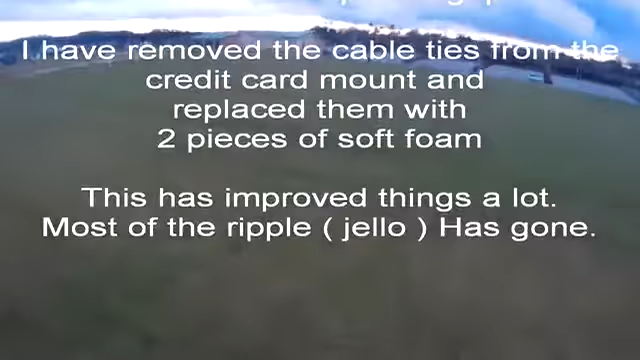 I have removed the cable ties from the
credit card mount and
replaced them with
2 pieces of soft foam
This has improved things a lot.
Most of the ripple ( jello ) Has gone.